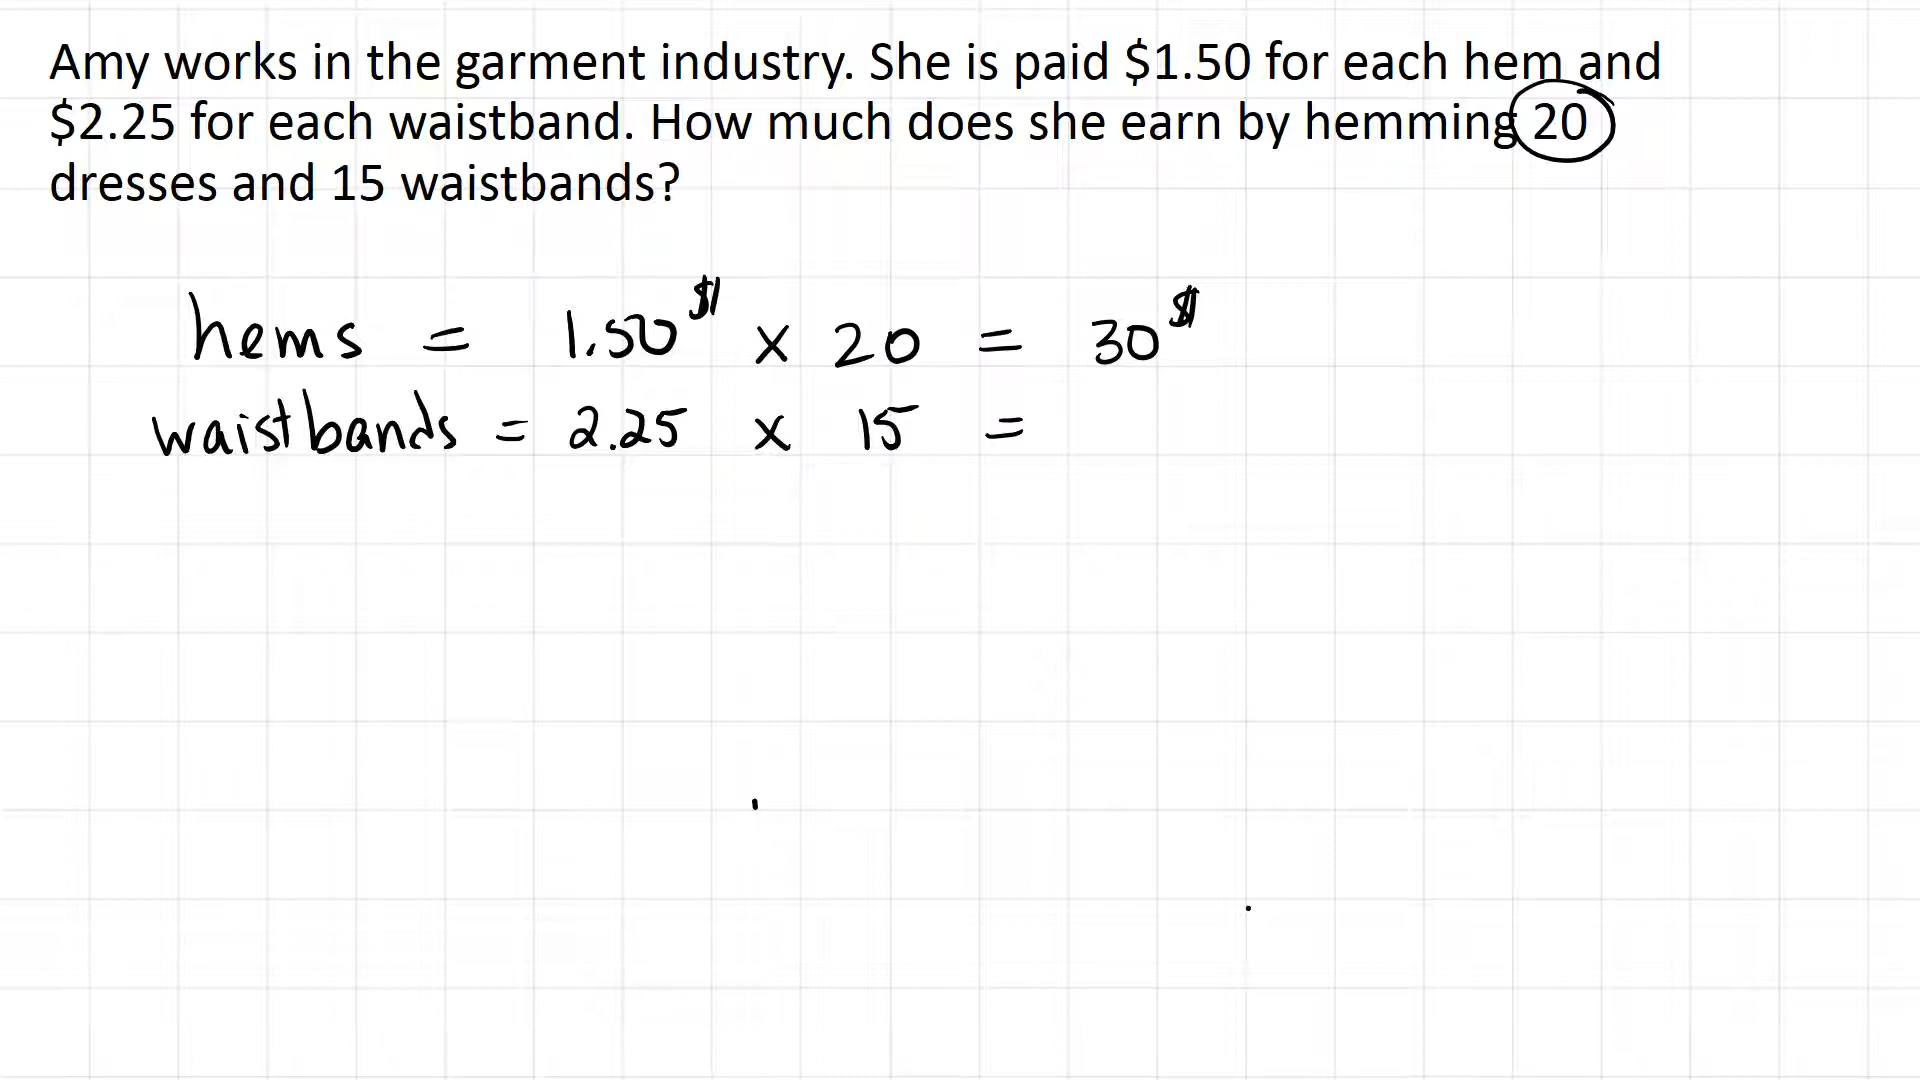 Amy works in the garment industry. She is paid $1.50 for each hem and
$2.25 for each waistband. How much does she earn by hemming 20
dresses and 15 waistbands?
hems = 1.50$ x 20 = 30$
waistbands = 2.25 x 15 =